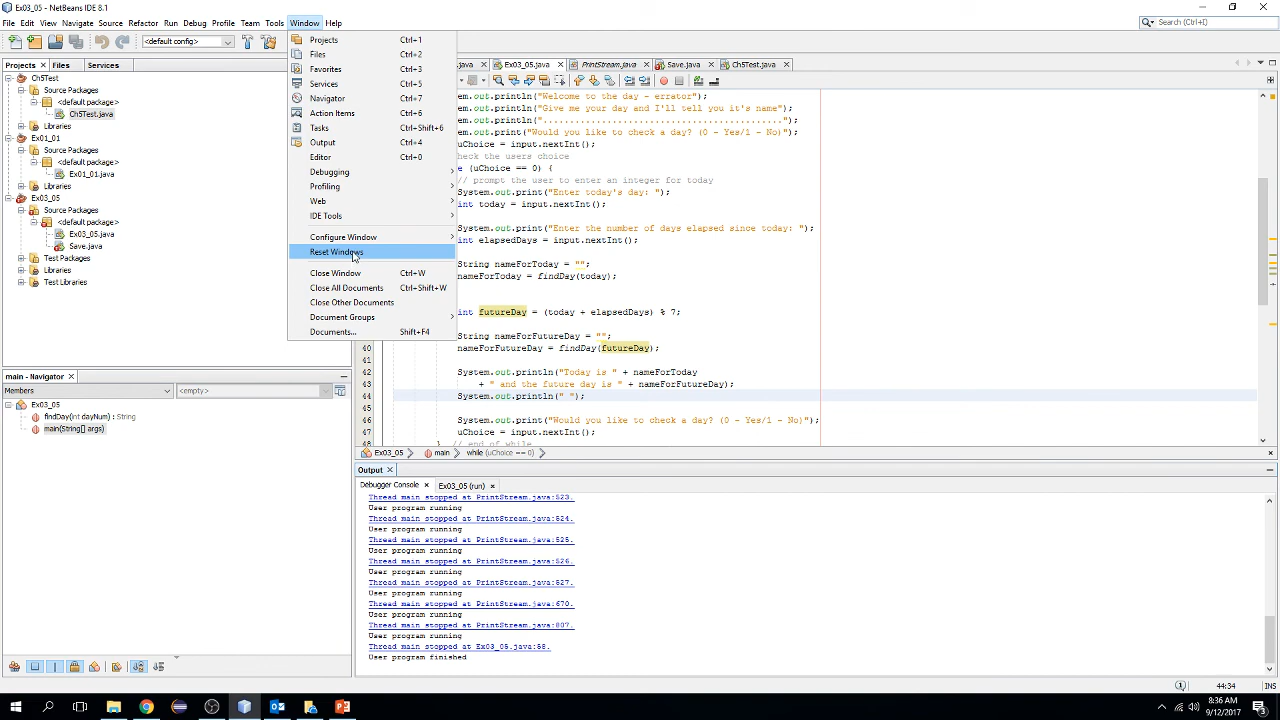 Ex03_05 - NetBeans IDE 8.1
File Edit View Navigate Source Refactor Run Debug Profile Team Tools Window Help
Search (Ctrl+I)
<default config>
Projects Files Services
Ch5Test
Source Packages
<default package>
Ch5Test.java
Libraries
Ex01_01
Source Packages
<default package>
Ex01_01.java
Libraries
Ex03_05
Source Packages
<default package>
Ex03_05.java
Save.java
Test Packages
Libraries
Test Libraries
Projects Ctrl+1
Files Ctrl+2
Favorites Ctrl+3
Services Ctrl+5
Navigator Ctrl+7
Action Items Ctrl+6
Tasks Ctrl+Shift+6
Output Ctrl+4
Editor Ctrl+0
Debugging
Profiling
Web
IDE Tools
Configure Window
Reset Windows
Close Window Ctrl+W
Close All Documents Ctrl+Shift+W
Close Other Documents
Document Groups
Documents... Shift+F4
ava Ex03_05.java PrintStream.java Save.java Ch5Test.java
em.out.println("Welcome to the day - errator");
em.out.println("Give me your day and I'll tell you it's name");
em.out.println("........................................");
em.out.print("Would you like to check a day? (0 - Yes/1 - No)");
uChoice = input.nextInt();
heck the users choice
e (uChoice == 0) {
// prompt the user to enter an integer for today
System.out.print("Enter today's day: ");
int today = input.nextInt();
System.out.print("Enter the number of days elapsed since today: ");
int elapsedDays = input.nextInt();
String nameForToday = "";
nameForToday = findDay(today);
int futureDay = (today + elapsedDays) % 7;
String nameForFutureDay = "";
40 nameForFutureDay = findDay(futureDay);
41
42 System.out.println("Today is " + nameForToday
43 + " and the future day is " + nameForFutureDay);
44 System.out.println(" ");
45
46 System.out.print("Would you like to check a day? (0 - Yes/1 - No)");
47 uChoice = input.nextInt();
48 } // end of while
Ex03_05 main while (uChoice == 0)
main - Navigator
Members <empty>
Ex03_05
findDay(int dayNum) : String
main(String[] args)
Output
Debugger Console Ex03_05 (run)
Thread main stopped at PrintStream.java:523.
User program running
Thread main stopped at PrintStream.java:524.
User program running
Thread main stopped at PrintStream.java:525.
User program running
Thread main stopped at PrintStream.java:526.
User program running
Thread main stopped at PrintStream.java:527.
User program running
Thread main stopped at PrintStream.java:670.
User program running
Thread main stopped at PrintStream.java:807.
User program running
Thread main stopped at Ex03_05.java:58.
User program finished
1 44:34 INS
8:36 AM
9/12/2017